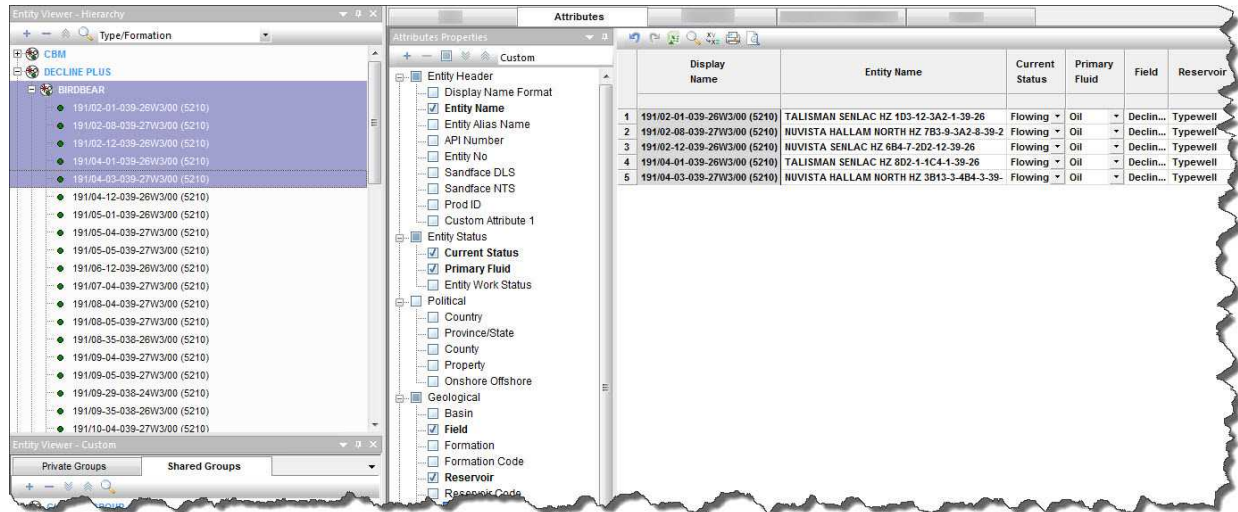 Entity Viewer - Hierarchy
Type/Formation
CBM
DECLINE PLUS
BIRDBEAR
191/02-01-039-26W3/00 (5210)
191/02-08-039-27W3/00 (5210)
191/02-12-039-26W3/00 (5210)
191/04-01-039-26W3/00 (5210)
191/04-03-039-27W3/00 (5210)
191/04-12-039-26W3/00 (5210)
191/05-01-039-26W3/00 (5210)
191/05-04-039-27W3/00 (5210)
191/05-05-039-27W3/00 (5210)
191/06-12-039-26W3/00 (5210)
191/07-04-039-27W3/00 (5210)
191/08-04-039-27W3/00 (5210)
191/08-05-039-27W3/00 (5210)
191/08-35-038-26W3/00 (5210)
191/09-04-039-27W3/00 (5210)
191/09-05-039-27W3/00 (5210)
191/09-29-038-24W3/00 (5210)
191/09-35-038-26W3/00 (5210)
191/10-04-039-27W3/00 (5210)
Entity Viewer - Custom
Private Groups Shared Groups
Attributes
Attributes Properties
Custom
Entity Header
Display Name Format
Entity Name
Entity Alias Name
API Number
Entity No
Sandface DLS
Sandface NTS
Prod ID
Custom Attribute 1
Entity Status
Current Status
Primary Fluid
Entity Work Status
Political
Country
Province/State
County
Property
Onshore Offshore
Geological
Basin
Field
Formation
Formation Code
Reservoir
Reservoir Code
Display Name Entity Name Current Status Primary Fluid Field Reservoir
1 191/02-01-039-26W3/00 (5210) TALISMAN SENLAC HZ 1D3-12-3A2-1-39-26 Flowing Oil Declin... Typewell
2 191/02-08-039-27W3/00 (5210) NUVISTA HALLAM NORTH HZ 7B3-9-3A2-8-39-2 Flowing Oil Declin... Typewell
3 191/02-12-039-26W3/00 (5210) NUVISTA SENLAC HZ 6B4-7-2D2-12-39-26 Flowing Oil Declin... Typewell
4 191/04-01-039-26W3/00 (5210) TALISMAN SENLAC HZ 8D2-1-1C4-1-39-26 Flowing Oil Declin... Typewell
5 191/04-03-039-27W3/00 (5210) NUVISTA HALLAM NORTH HZ 3B13-3-4B4-3-39- Flowing Oil Declin... Typewell